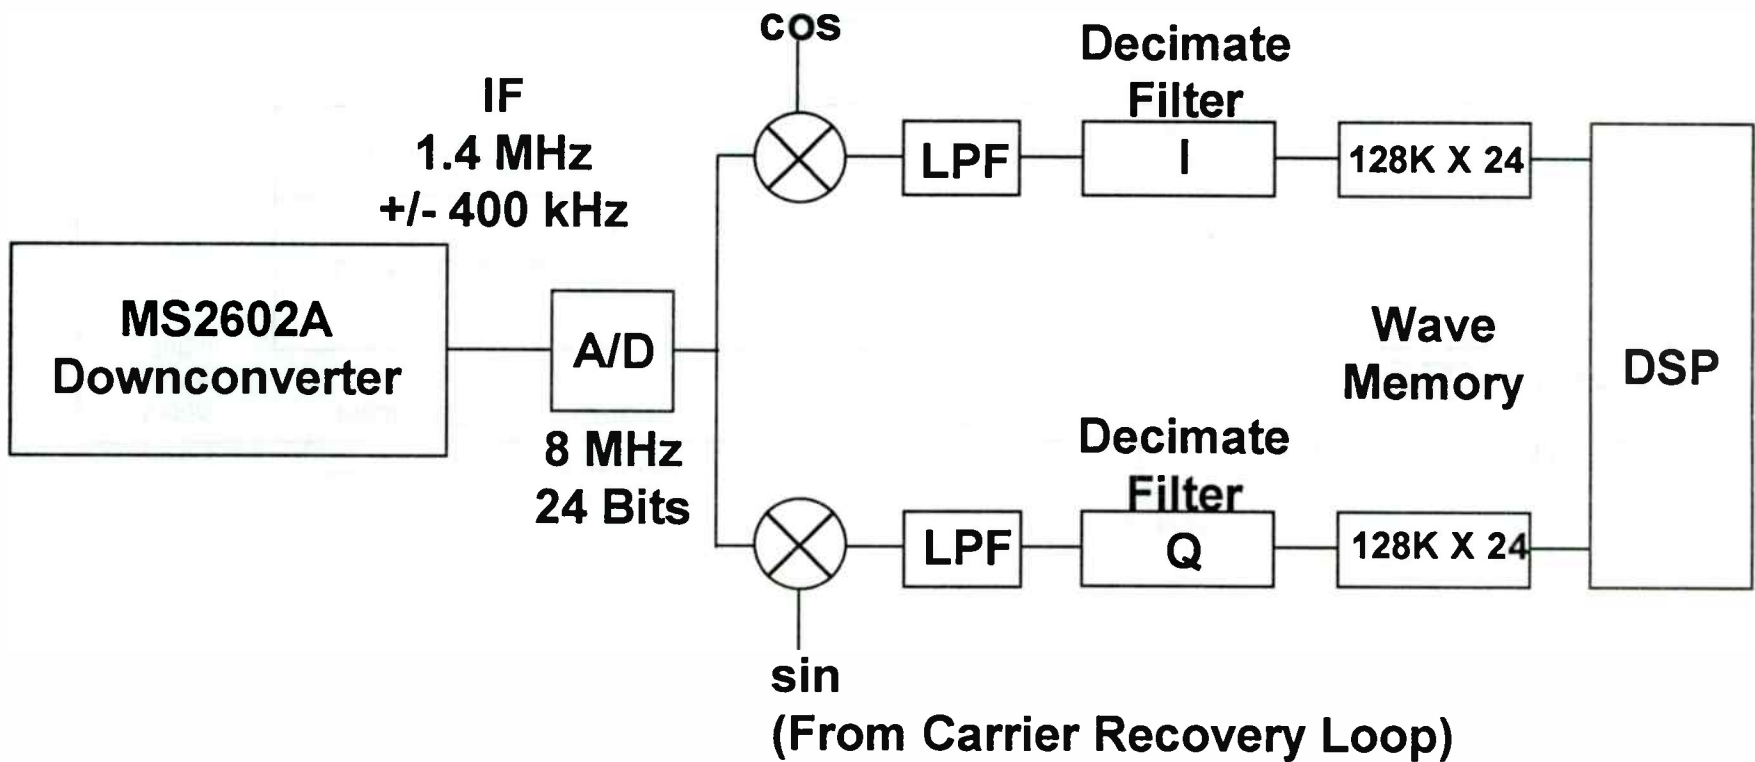 cos
Decimate
Filter
IF
1.4 MHz
+/- 400 kHz
LPF
I
128K X 24
MS2602A
Downconverter
A/D
8 MHz
24 Bits
Wave
Memory
DSP
Decimate
Filter
LPF
Q
128K X 24
sin
(From Carrier Recovery Loop)